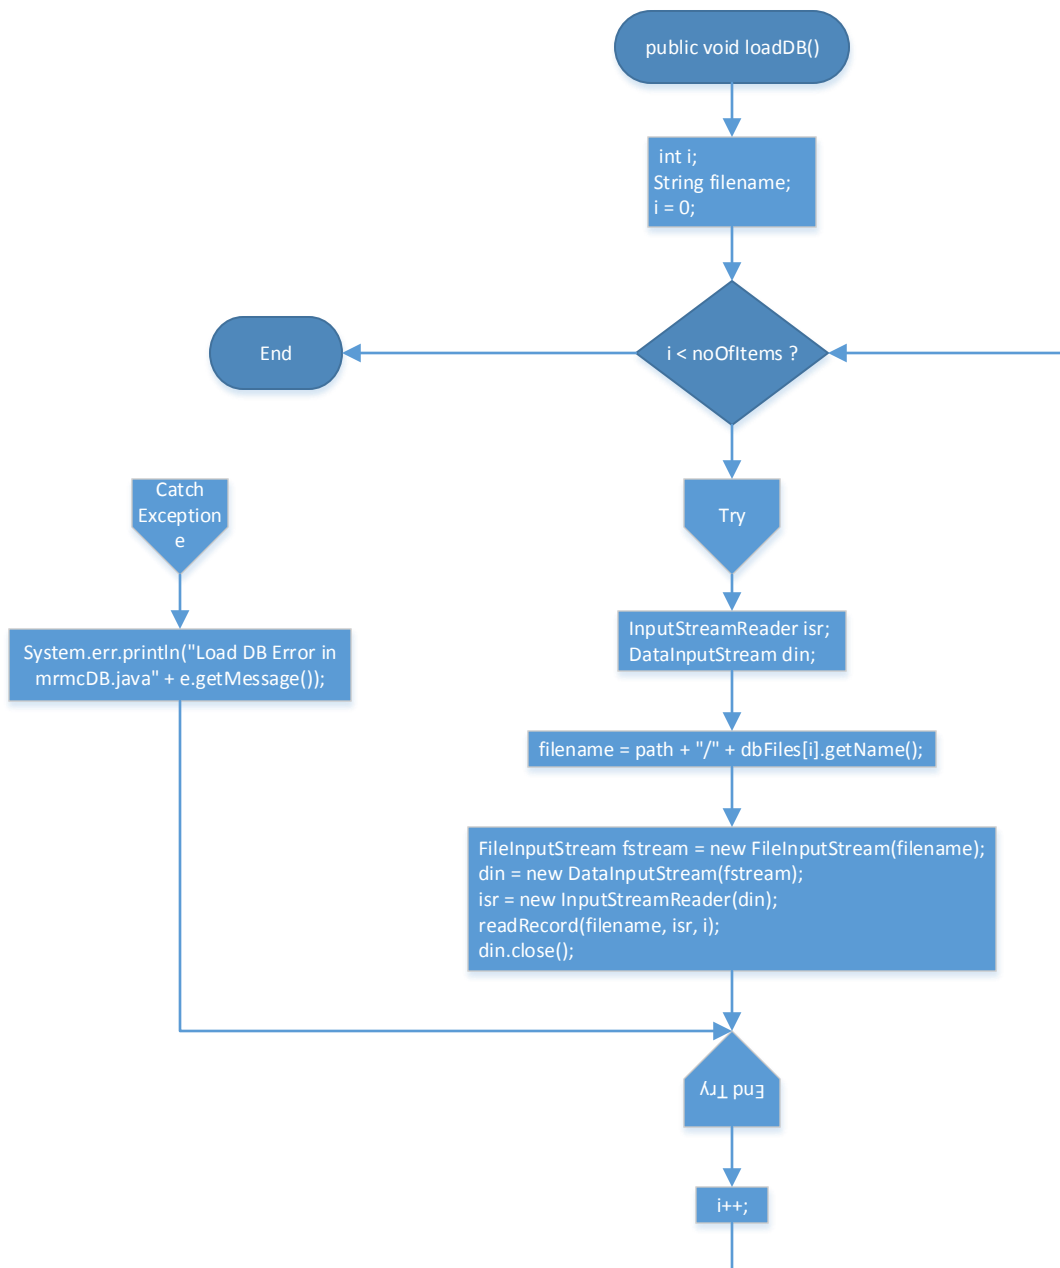 public void loadDB()
int i;
String filename;
i = 0;
i < noOfItems ?
End
Catch
Exception
e
Try
System.err.println("Load DB Error in
mrmcDB.java" + e.getMessage());
InputStreamReader isr;
DataInputStream din;
filename = path + "/" + dbFiles[i].getName();
FileInputStream fstream = new FileInputStream(filename);
din = new DataInputStream(fstream);
isr = new InputStreamReader(din);
readRecord(filename, isr, i);
din.close();
End Try
i++;